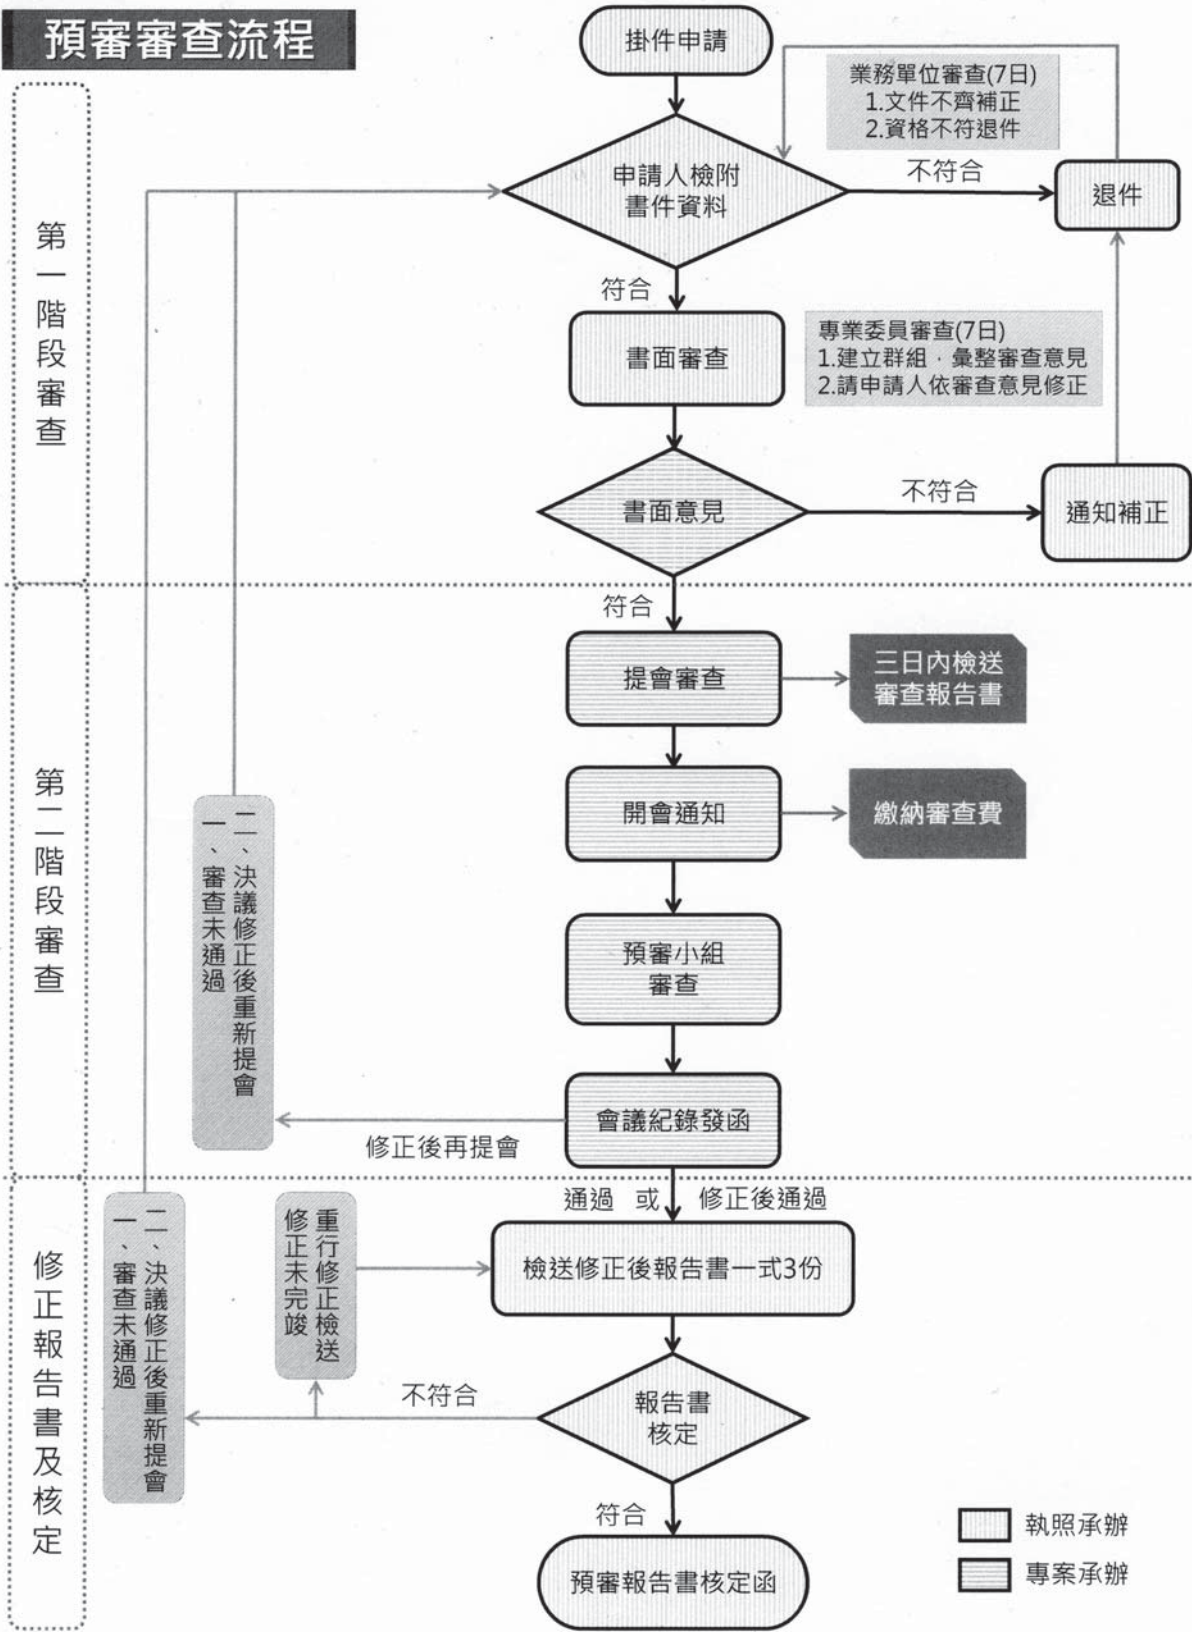 預審審查流程
掛件申請
業務單位審查(7日)
1.文件不齊補正
2.資格不符退件
第一階段審查
申請人檢附
書件資料
不符合
退件
符合
書面審查
專業委員審查(7日)
1.建立群組，彙整審查意見
2.請申請人依審查意見修正
書面意見
不符合
通知補正
第二階段審查
符合
提會審查
三日內檢送
審查報告書
開會通知
繳納審查費
預審小組
審查
會議紀錄發函
修正後再提會
一、審查未通過
二、決議修正後重新提會
修正報告書及核定
通過 或 修正後通過
檢送修正後報告書一式3份
修正未完竣
重行修正檢送
一、審查未通過
二、決議修正後重新提會
不符合
報告書
核定
符合
預審報告書核定函
執照承辦
專案承辦